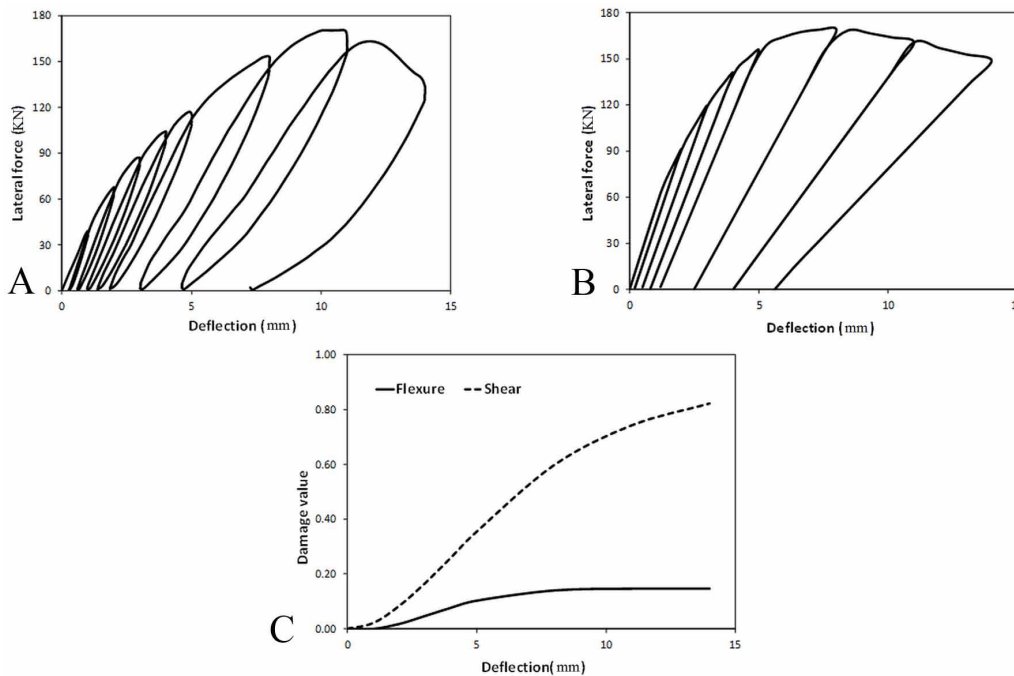 180
150
120
90
60
30
0
Lateral force (KN)
0 5 10 15
Deflection (mm)
A
180
150
120
90
60
30
0
Lateral force (KN)
0 5 10 15
Deflection (mm)
B
1.00
0.80
0.60
0.40
0.20
0.00
Damage value
Flexure Shear
0 5 10 15
Deflection( mm)
C